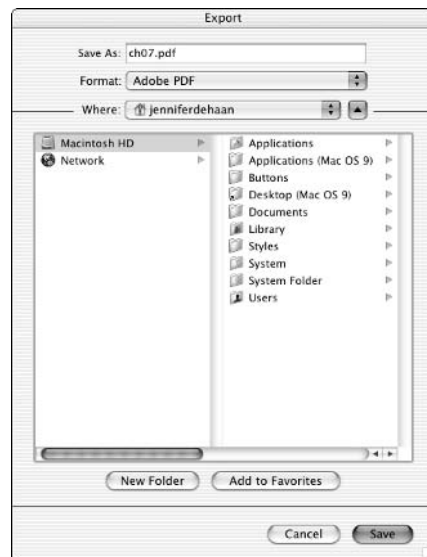 Export
Save As: ch07.pdf
Format: Adobe PDF
Where: jenniferdehaan
Macintosh HD
Network
Applications
Applications (Mac OS 9)
Buttons
Desktop (Mac OS 9)
Documents
Library
Styles
System
System Folder
Users
New Folder
Add to Favorites
Cancel
Save